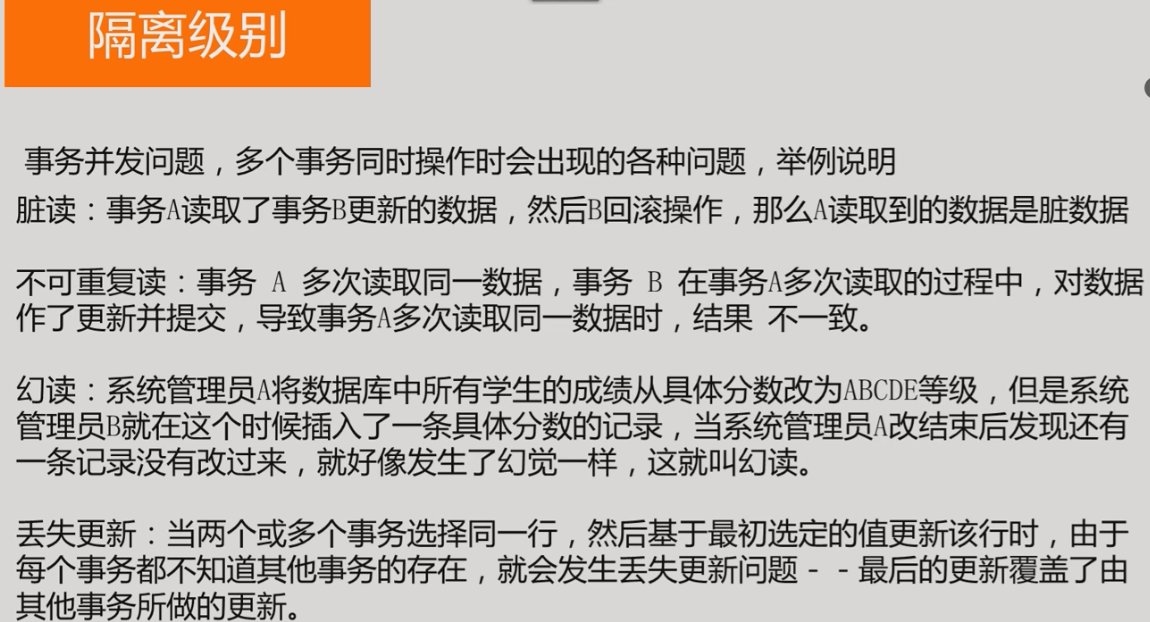 隔离级别
事务并发问题，多个事务同时操作时会出现的各种问题，举例说明
脏读：事务A读取了事务B更新的数据，然后B回滚操作，那么A读取到的数据是脏数据
不可重复读：事务 A 多次读取同一数据，事务 B 在事务A多次读取的过程中，对数据
作了更新并提交，导致事务A多次读取同一数据时，结果 不一致。
幻读：系统管理员A将数据库中所有学生的成绩从具体分数改为ABCDE等级，但是系统
管理员B就在这个时候插入了一条具体分数的记录，当系统管理员A改结束后发现还有
一条记录没有改过来，就好像发生了幻觉一样，这就叫幻读。
丢失更新：当两个或多个事务选择同一行，然后基于最初选定的值更新该行时，由于
每个事务都不知道其他事务的存在，就会发生丢失更新问题－－最后的更新覆盖了由
其他事务所做的更新。